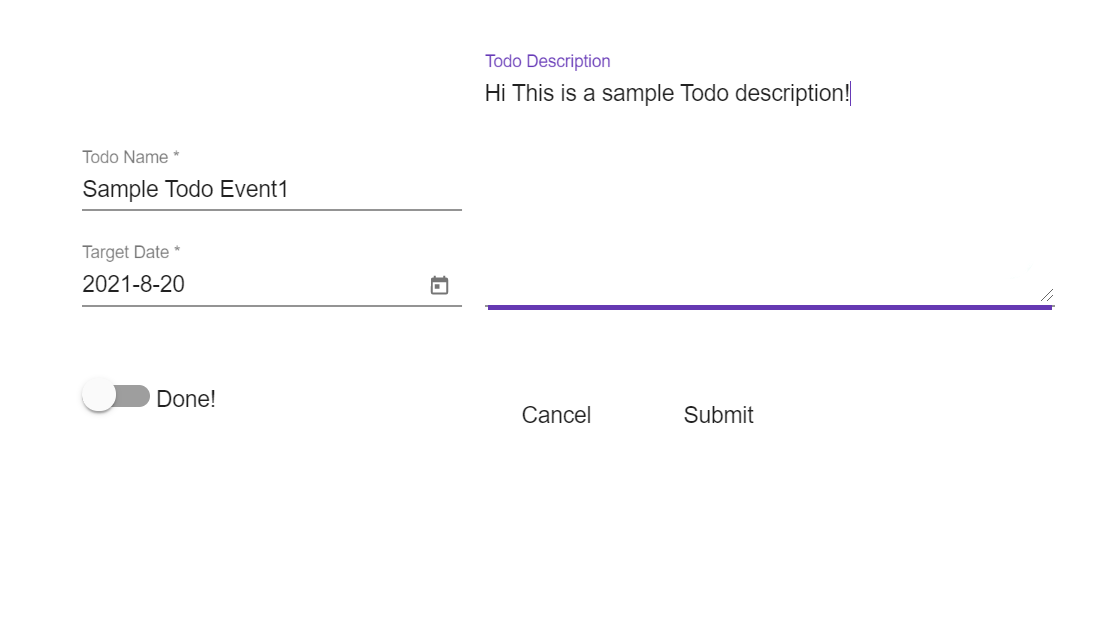 Todo Description
Hi This is a sample Todo description!
Todo Name *
Sample Todo Event1
Target Date *
2021-8-20
Done!
Cancel
Submit